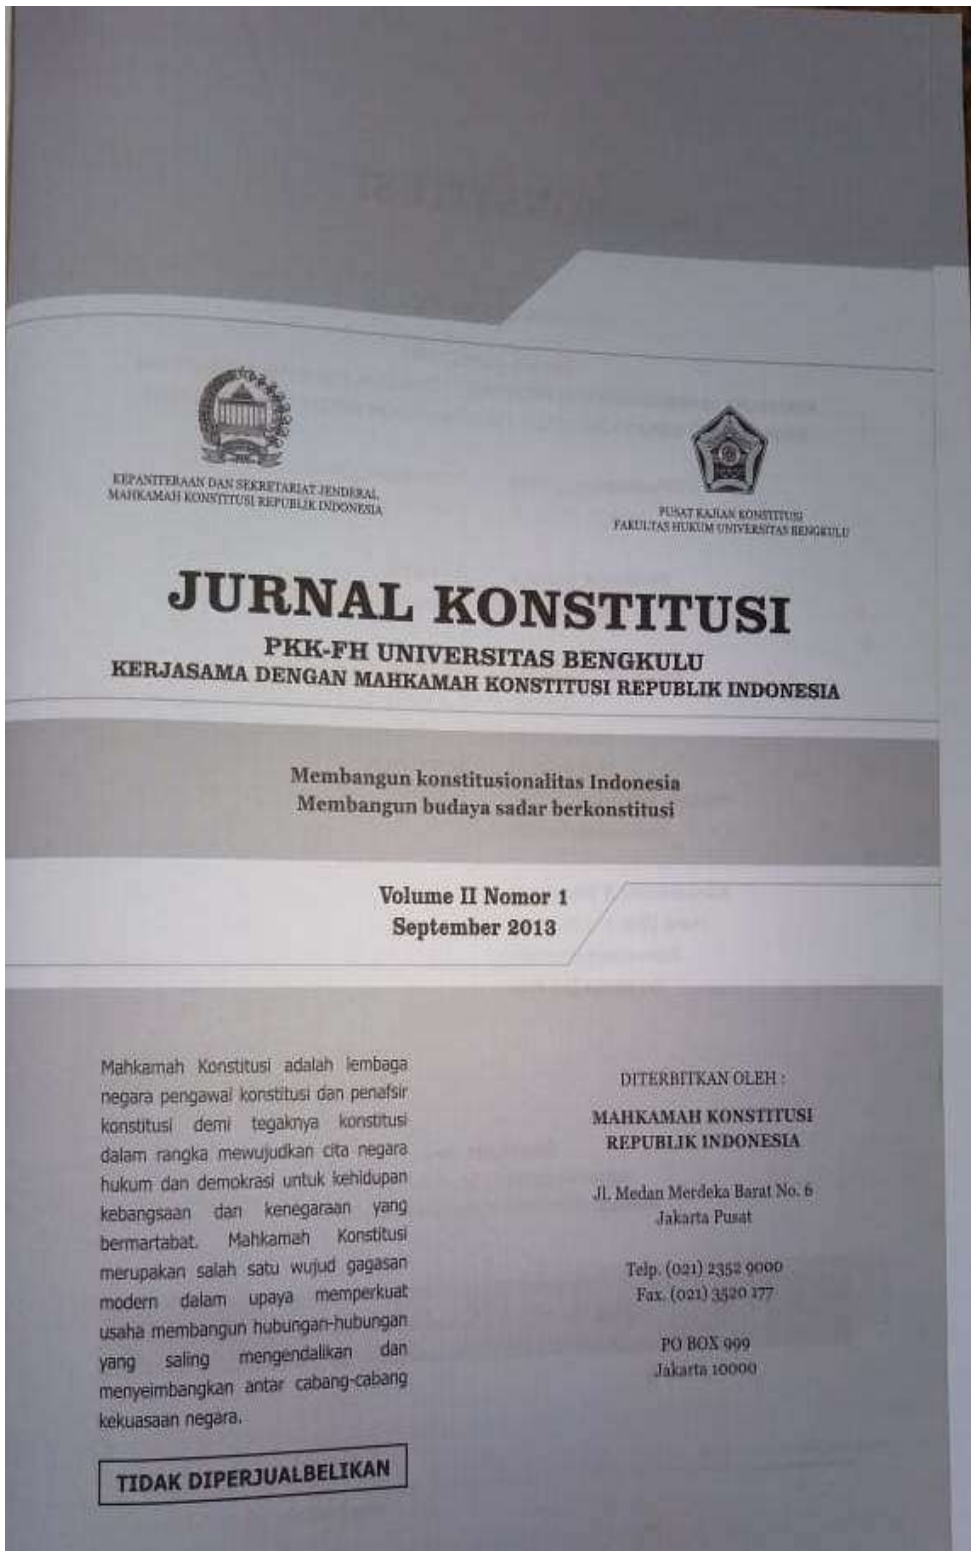 KEPANITERAAN DAN SEKRETARIAT JENDERAL
MAHKAMAH KONSTITUSI REPUBLIK INDONESIA
PUSAT KAJIAN KONSTITUSI
FAKULTAS HUKUM UNIVERSITAS BENGKULU
JURNAL KONSTITUSI
PKK-FH UNIVERSITAS BENGKULU
KERJASAMA DENGAN MAHKAMAH KONSTITUSI REPUBLIK INDONESIA
Membangun konstitusionalitas Indonesia
Membangun budaya sadar berkonstitusi
Volume II Nomor 1
September 2013
Mahkamah Konstitusi adalah lembaga
negara pengawal konstitusi dan penafsir
konstitusi demi tegaknya konstitusi
dalam rangka mewujudkan cita negara
hukum dan demokrasi untuk kehidupan
kebangsaan dan kenegaraan yang
bermartabat. Mahkamah Konstitusi
merupakan salah satu wujud gagasan
modern dalam upaya memperkuat
usaha membangun hubungan-hubungan
yang saling mengendalikan dan
menyeimbangkan antar cabang-cabang
kekuasaan negara.
TIDAK DIPERJUALBELIKAN
DITERBITKAN OLEH :
MAHKAMAH KONSTITUSI
REPUBLIK INDONESIA
Jl. Medan Merdeka Barat No. 6
Jakarta Pusat
Telp. (021) 2352 9000
Fax. (021) 3520 177
PO BOX 999
Jakarta 10000